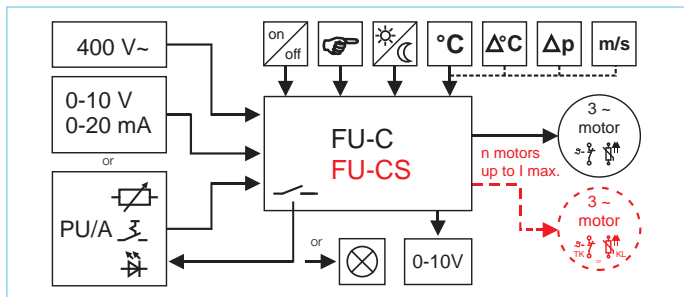 400 V~
on
off
°C
Δ°C
Δp
m/s
0-10 V
0-20 mA
or
PU/A
FU-C
FU-CS
3 ~
motor
n motors
up to I max.
3 ~
motor
TK
or
KL
or
0-10V